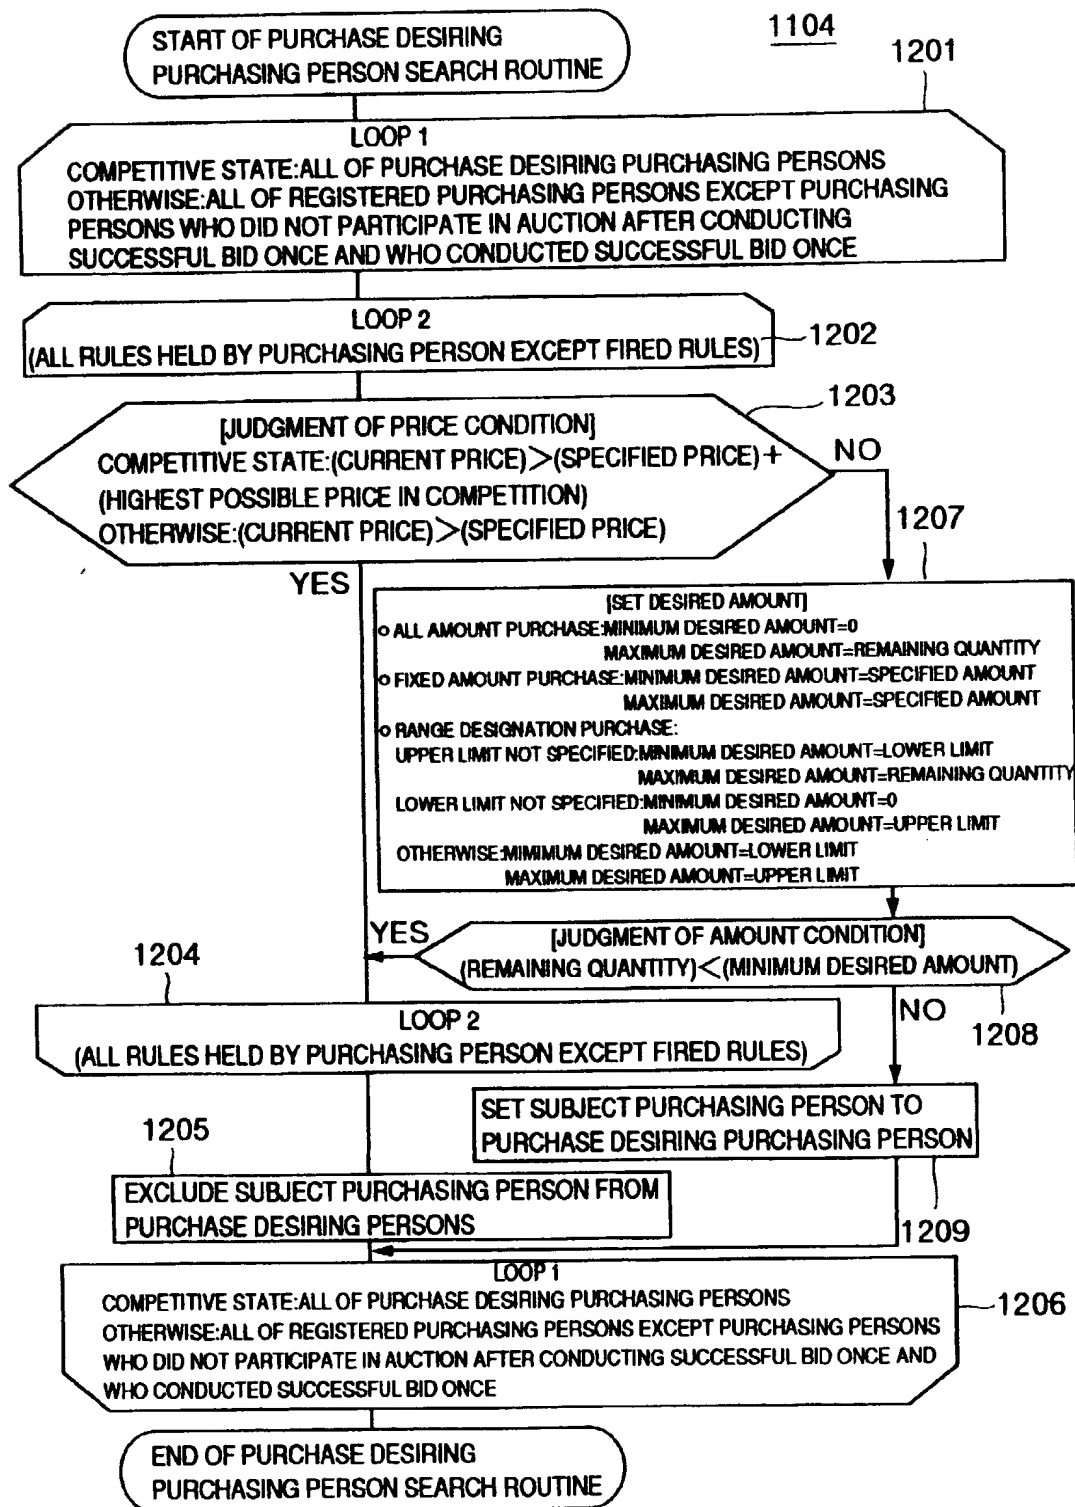 START OF PURCHASE DESIRING
PURCHASING PERSON SEARCH ROUTINE
1104
1201
LOOP 1
COMPETITIVE STATE:ALL OF PURCHASE DESIRING PURCHASING PERSONS
OTHERWISE:ALL OF REGISTERED PURCHASING PERSONS EXCEPT PURCHASING
PERSONS WHO DID NOT PARTICIPATE IN AUCTION AFTER CONDUCTING
SUCCESSFUL BID ONCE AND WHO CONDUCTED SUCCESSFUL BID ONCE
LOOP 2
(ALL RULES HELD BY PURCHASING PERSON EXCEPT FIRED RULES)
1202
1203
[JUDGMENT OF PRICE CONDITION]
COMPETITIVE STATE:(CURRENT PRICE)>(SPECIFIED PRICE)+
(HIGHEST POSSIBLE PRICE IN COMPETITION)
OTHERWISE:(CURRENT PRICE)>(SPECIFIED PRICE)
NO
YES
1207
[SET DESIRED AMOUNT]
o ALL AMOUNT PURCHASE:MINIMUM DESIRED AMOUNT=0
MAXIMUM DESIRED AMOUNT=REMAINING QUANTITY
o FIXED AMOUNT PURCHASE:MINIMUM DESIRED AMOUNT=SPECIFIED AMOUNT
MAXIMUM DESIRED AMOUNT=SPECIFIED AMOUNT
o RANGE DESIGNATION PURCHASE:
UPPER LIMIT NOT SPECIFIED:MINIMUM DESIRED AMOUNT=LOWER LIMIT
MAXIMUM DESIRED AMOUNT=REMAINING QUANTITY
LOWER LIMIT NOT SPECIFIED:MINIMUM DESIRED AMOUNT=0
MAXIMUM DESIRED AMOUNT=UPPER LIMIT
OTHERWISE:MIMIMUM DESIRED AMOUNT=LOWER LIMIT
MAXIMUM DESIRED AMOUNT=UPPER LIMIT
YES
[JUDGMENT OF AMOUNT CONDITION]
(REMAINING QUANTITY)<(MINIMUM DESIRED AMOUNT)
1208
NO
1204
LOOP 2
(ALL RULES HELD BY PURCHASING PERSON EXCEPT FIRED RULES)
SET SUBJECT PURCHASING PERSON TO
PURCHASE DESIRING PURCHASING PERSON
1209
1205
EXCLUDE SUBJECT PURCHASING PERSON FROM
PURCHASE DESIRING PERSONS
LOOP 1
COMPETITIVE STATE:ALL OF PURCHASE DESIRING PURCHASING PERSONS
OTHERWISE:ALL OF REGISTERED PURCHASING PERSONS EXCEPT PURCHASING PERSONS
WHO DID NOT PARTICIPATE IN AUCTION AFTER CONDUCTING SUCCESSFUL BID ONCE AND
WHO CONDUCTED SUCCESSFUL BID ONCE
1206
END OF PURCHASE DESIRING
PURCHASING PERSON SEARCH ROUTINE